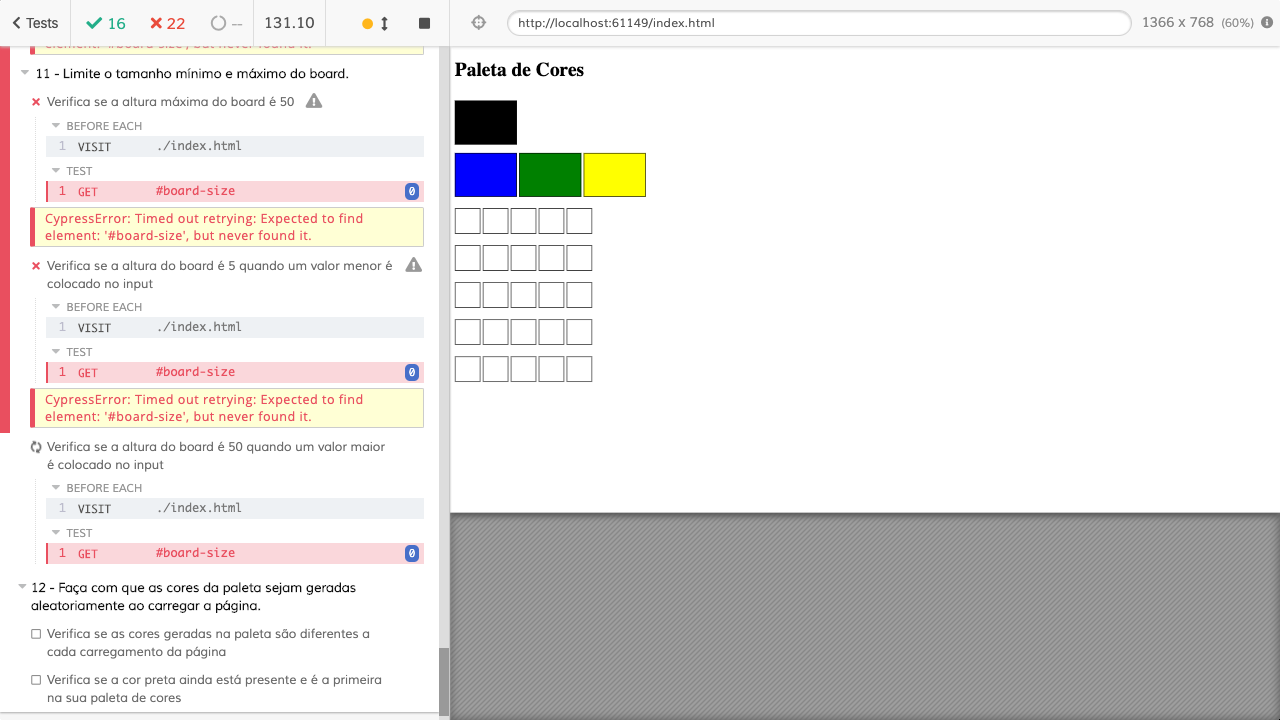 Tests
16
22
--
131.10
http://localhost:61149/index.html
1366 x 768 (60%)
element: '#board-size', but never found it.
11 - Limite o tamanho mínimo e máximo do board.
Verifica se a altura máxima do board é 50
BEFORE EACH
1 VISIT ./index.html
TEST
1 GET #board-size 0
CypressError: Timed out retrying: Expected to find
element: '#board-size', but never found it.
Verifica se a altura do board é 5 quando um valor menor é
colocado no input
BEFORE EACH
1 VISIT ./index.html
TEST
1 GET #board-size 0
CypressError: Timed out retrying: Expected to find
element: '#board-size', but never found it.
Verifica se a altura do board é 50 quando um valor maior
é colocado no input
BEFORE EACH
1 VISIT ./index.html
TEST
1 GET #board-size 0
12 - Faça com que as cores da paleta sejam geradas
aleatoriamente ao carregar a página.
Verifica se as cores geradas na paleta são diferentes a
cada carregamento da página
Verifica se a cor preta ainda está presente e é a primeira
na sua paleta de cores
Paleta de Cores